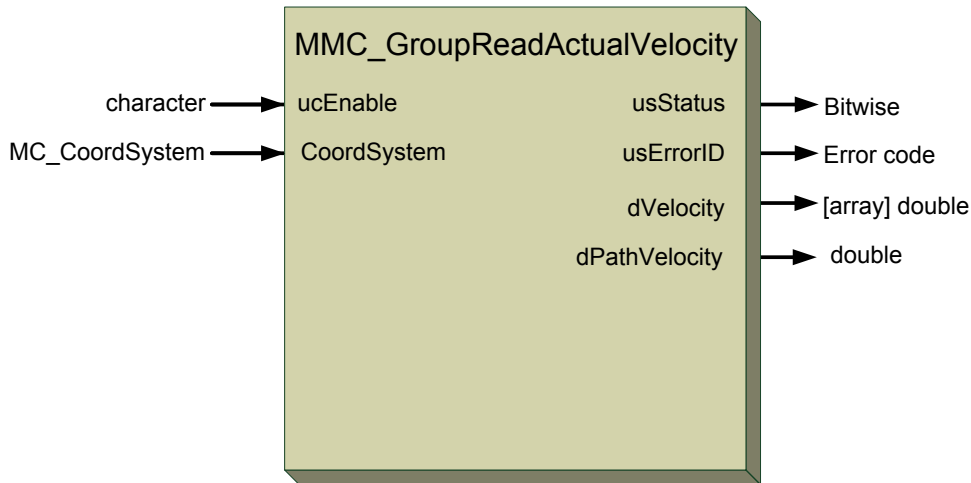 MMC_GroupReadActualVelocity
character ucEnable usStatus Bitwise
MC_CoordSystem CoordSystem usErrorID Error code
dVelocity [array] double
dPathVelocity double